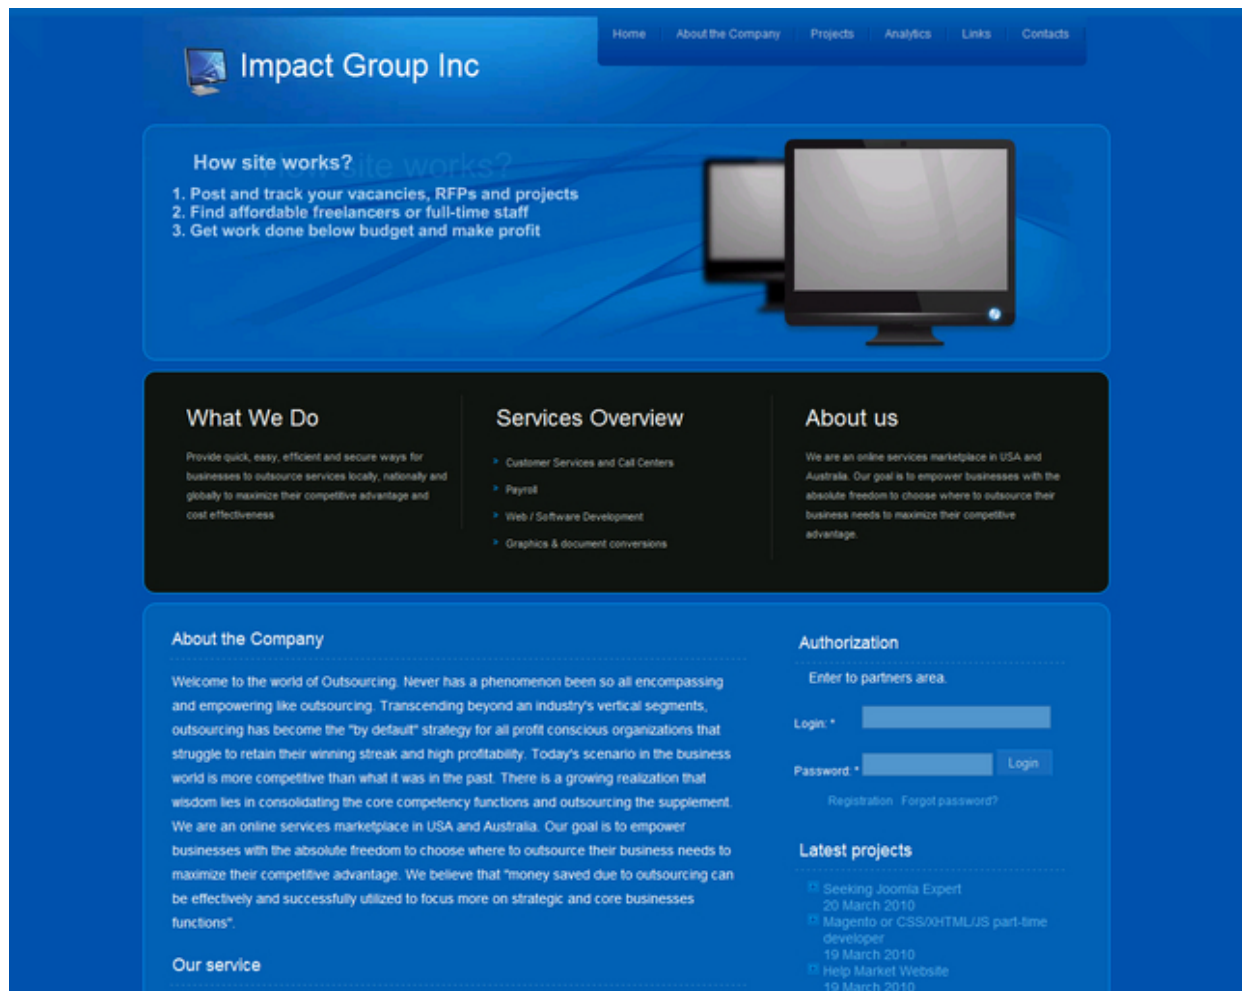 Home
About the Company
Projects
Analytics
Links
Contacts
Impact Group Inc
How site works?
How site works?
1. Post and track your vacancies, RFPs and projects
2. Find affordable freelancers or full-time staff
3. Get work done below budget and make profit
What We Do
Provide quick, easy, efficient and secure ways for
businesses to outsource services locally, nationally and
globally to maximize their competitive advantage and
cost effectiveness
Services Overview
Customer Services and Call Centers
Payroll
Web / Software Development
Graphics & document conversions
About us
We are an online services marketplace in USA and
Australia. Our goal is to empower businesses with the
absolute freedom to choose where to outsource their
business needs to maximize their competitive
advantage.
About the Company
Welcome to the world of Outsourcing. Never has a phenomenon been so all encompassing
and empowering like outsourcing. Transcending beyond an industry's vertical segments,
outsourcing has become the "by default" strategy for all profit conscious organizations that
struggle to retain their winning streak and high profitability. Today's scenario in the business
world is more competitive than what it was in the past. There is a growing realization that
wisdom lies in consolidating the core competency functions and outsourcing the supplement.
We are an online services marketplace in USA and Australia. Our goal is to empower
businesses with the absolute freedom to choose where to outsource their business needs to
maximize their competitive advantage. We believe that "money saved due to outsourcing can
be effectively and successfully utilized to focus more on strategic and core businesses
functions".
Our service
Authorization
Enter to partners area.
Login: *
Password: *
Login
Registration Forgot password?
Latest projects
Seeking Joomla Expert
20 March 2010
Magento or CSS/XHTML/JS part-time
developer
19 March 2010
Help Market Website
19 March 2010